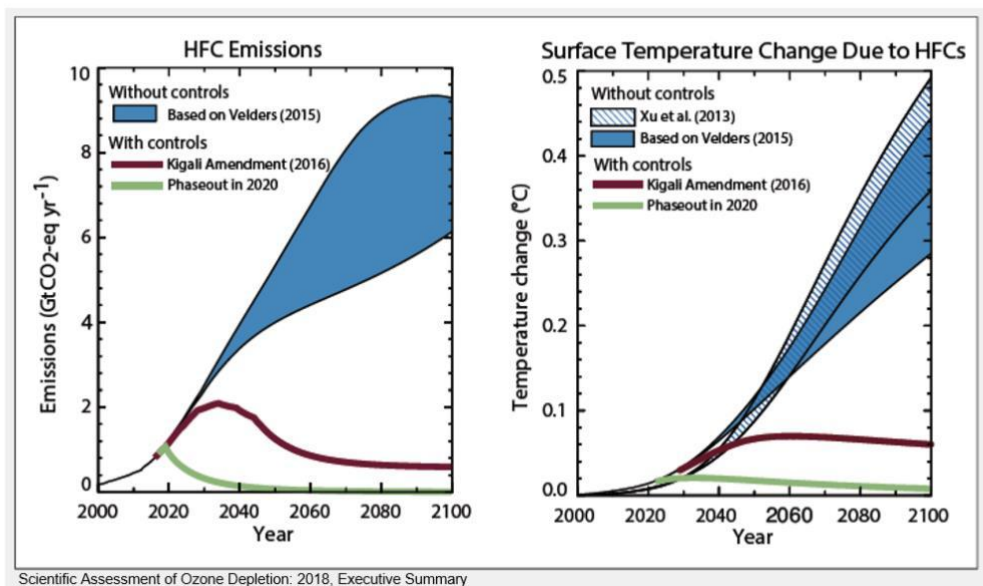 HFC Emissions
10
8
6
4
2
0
Emissions (GtCO2-eq yr-1)
Without controls
Based on Velders (2015)
With controls
Kigali Amendment (2016)
Phaseout in 2020
2000 2020 2040 2060 2080 2100
Year
Surface Temperature Change Due to HFCs
0.5
0.4
0.3
0.2
0.1
0.0
Temperature change (°C)
Without controls
Xu et al. (2013)
Based on Velders (2015)
With controls
Kigali Amendment (2016)
Phaseout in 2020
2000 2020 2040 2060 2080 2100
Year
Scientific Assessment of Ozone Depletion: 2018, Executive Summary